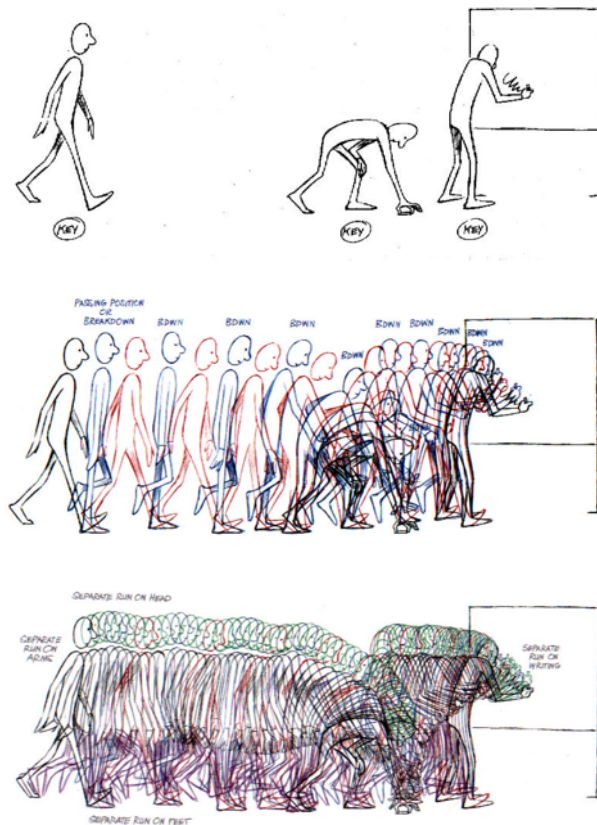 KEY
KEY
KEY
PASSING POSITION
OR
BREAKDOWN
BDWN
BDWN
BDWN
BDWN
BDWN
BDWN
BDWN
BDWN
BDWN
SEPARATE RUN ON HEAD
SEPARATE
RUN ON
ARMS
SEPARATE
RUN ON
WRITING
SEPARATE RUN ON FEET